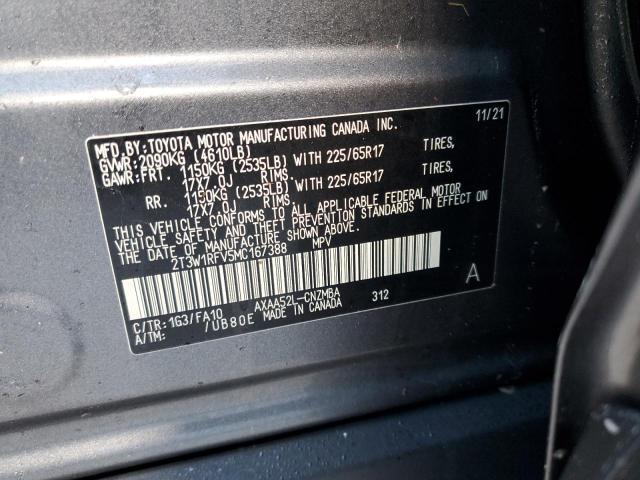 MFD.BY:TOYOTA MOTOR MANUFACTURING CANADA INC. 11/21
GVWR:2090KG (4610LB)
GAWR:FRT. 1150KG (2535LB) WITH 225/65R17 TIRES,
17X7.0J RIMS.
RR. 1150KG (2535LB) WITH 225/65R17 TIRES,
17X7.0J RIMS.
THIS VEHICLE CONFORMS TO ALL APPLICABLE FEDERAL MOTOR
VEHICLE SAFETY AND THEFT PREVENTION STANDARDS IN EFFECT ON
THE DATE OF MANUFACTURE SHOWN ABOVE.
2T3W1RFV5MC167388 MPV
A
C/TR:1G3/FA10 AXAA52L-CNZMBA 312
A/TM: /UB80E MADE IN CANADA